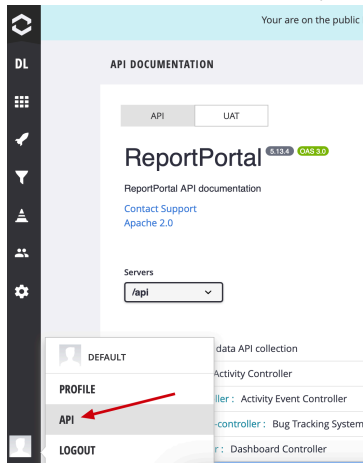 Your are on the public
DL
API DOCUMENTATION
API
UAT
ReportPortal 5.13.4 OAS 3.0
ReportPortal API documentation
Contact Support
Apache 2.0
Servers
/api
data API collection
DEFAULT
Activity Controller
PROFILE
ller : Activity Event Controller
API
-controller : Bug Tracking System
LOGOUT
r : Dashboard Controller